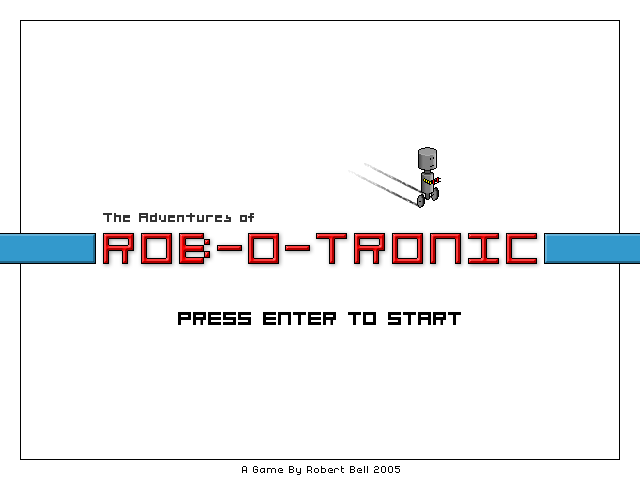 The Adventures of
ROB-O-TRONIC
PRESS ENTER TO START
A Game By Robert Bell 2005